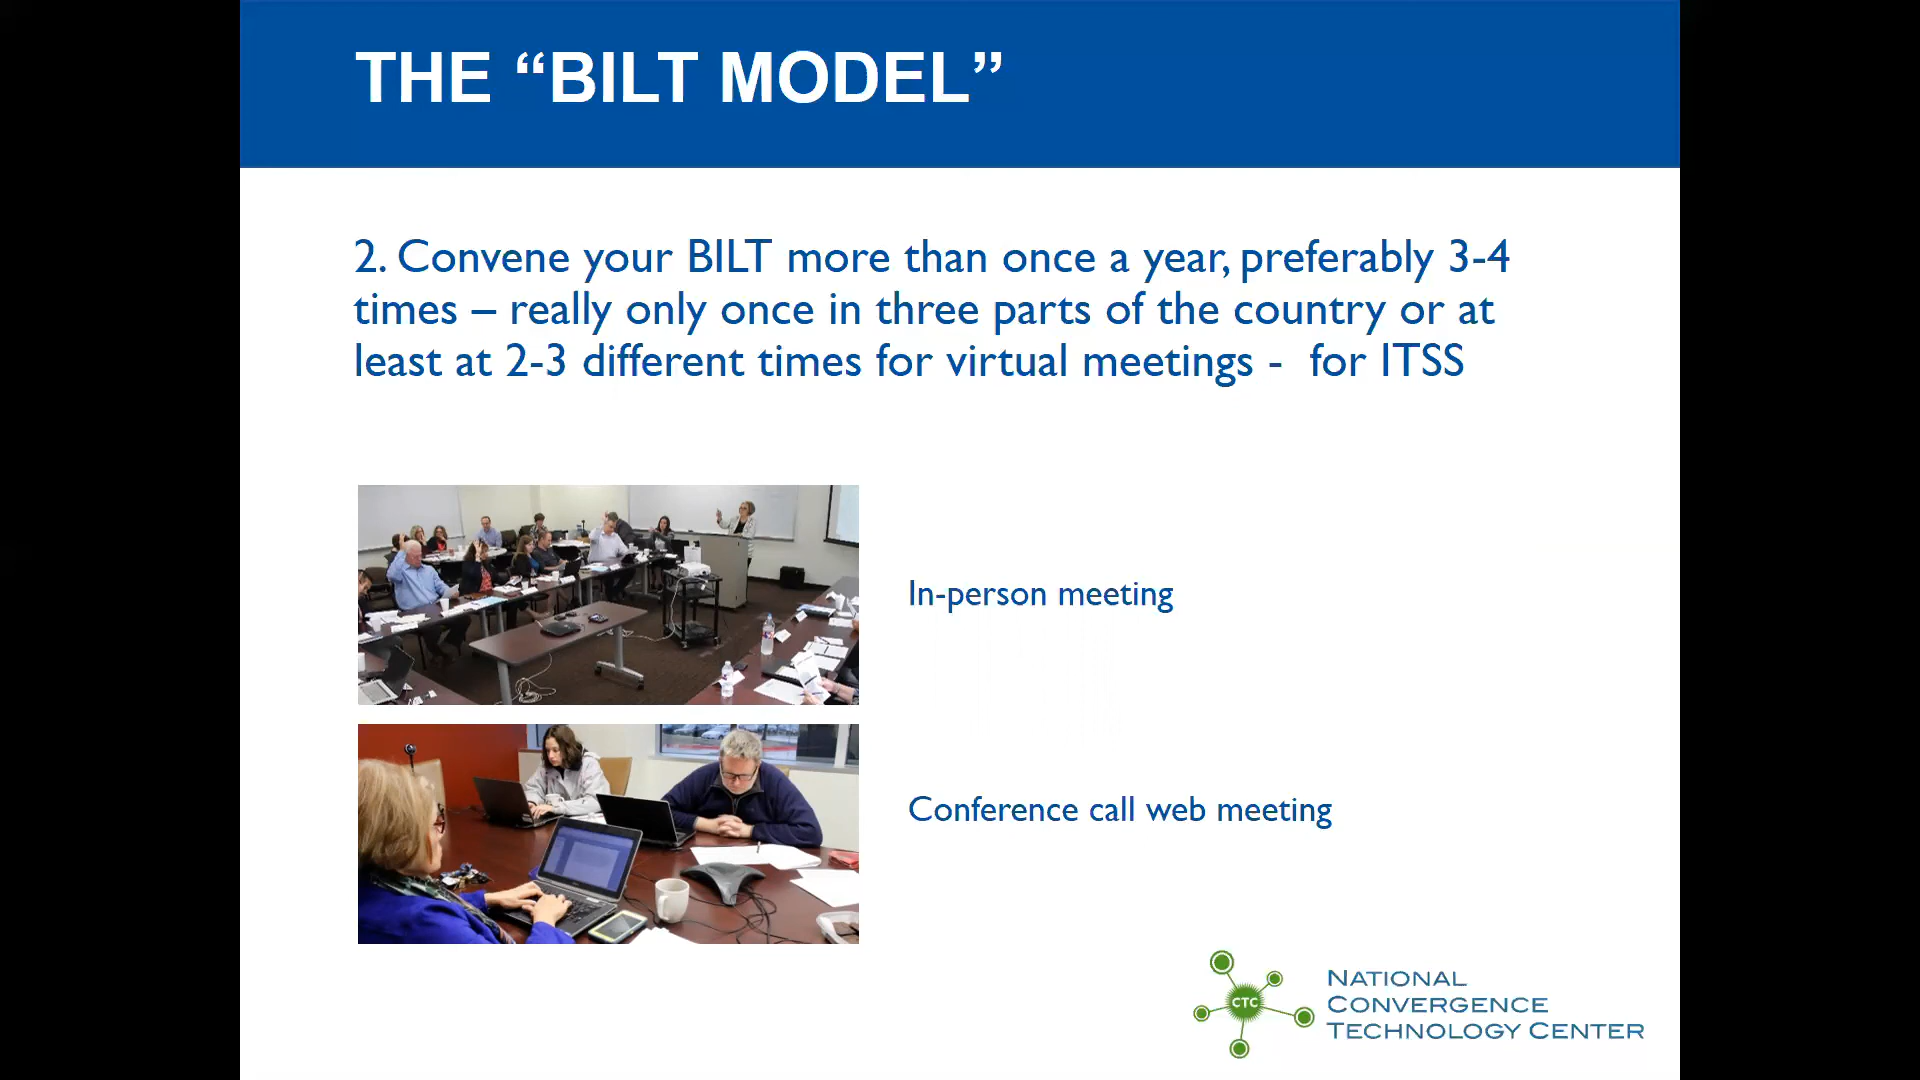 THE “BILT MODEL”
2. Convene your BILT more than once a year, preferably 3-4
times – really only once in three parts of the country or at
least at 2-3 different times for virtual meetings -  for ITSS
In-person meeting
Conference call web meeting
CTC
NATIONAL
CONVERGENCE
TECHNOLOGY CENTER